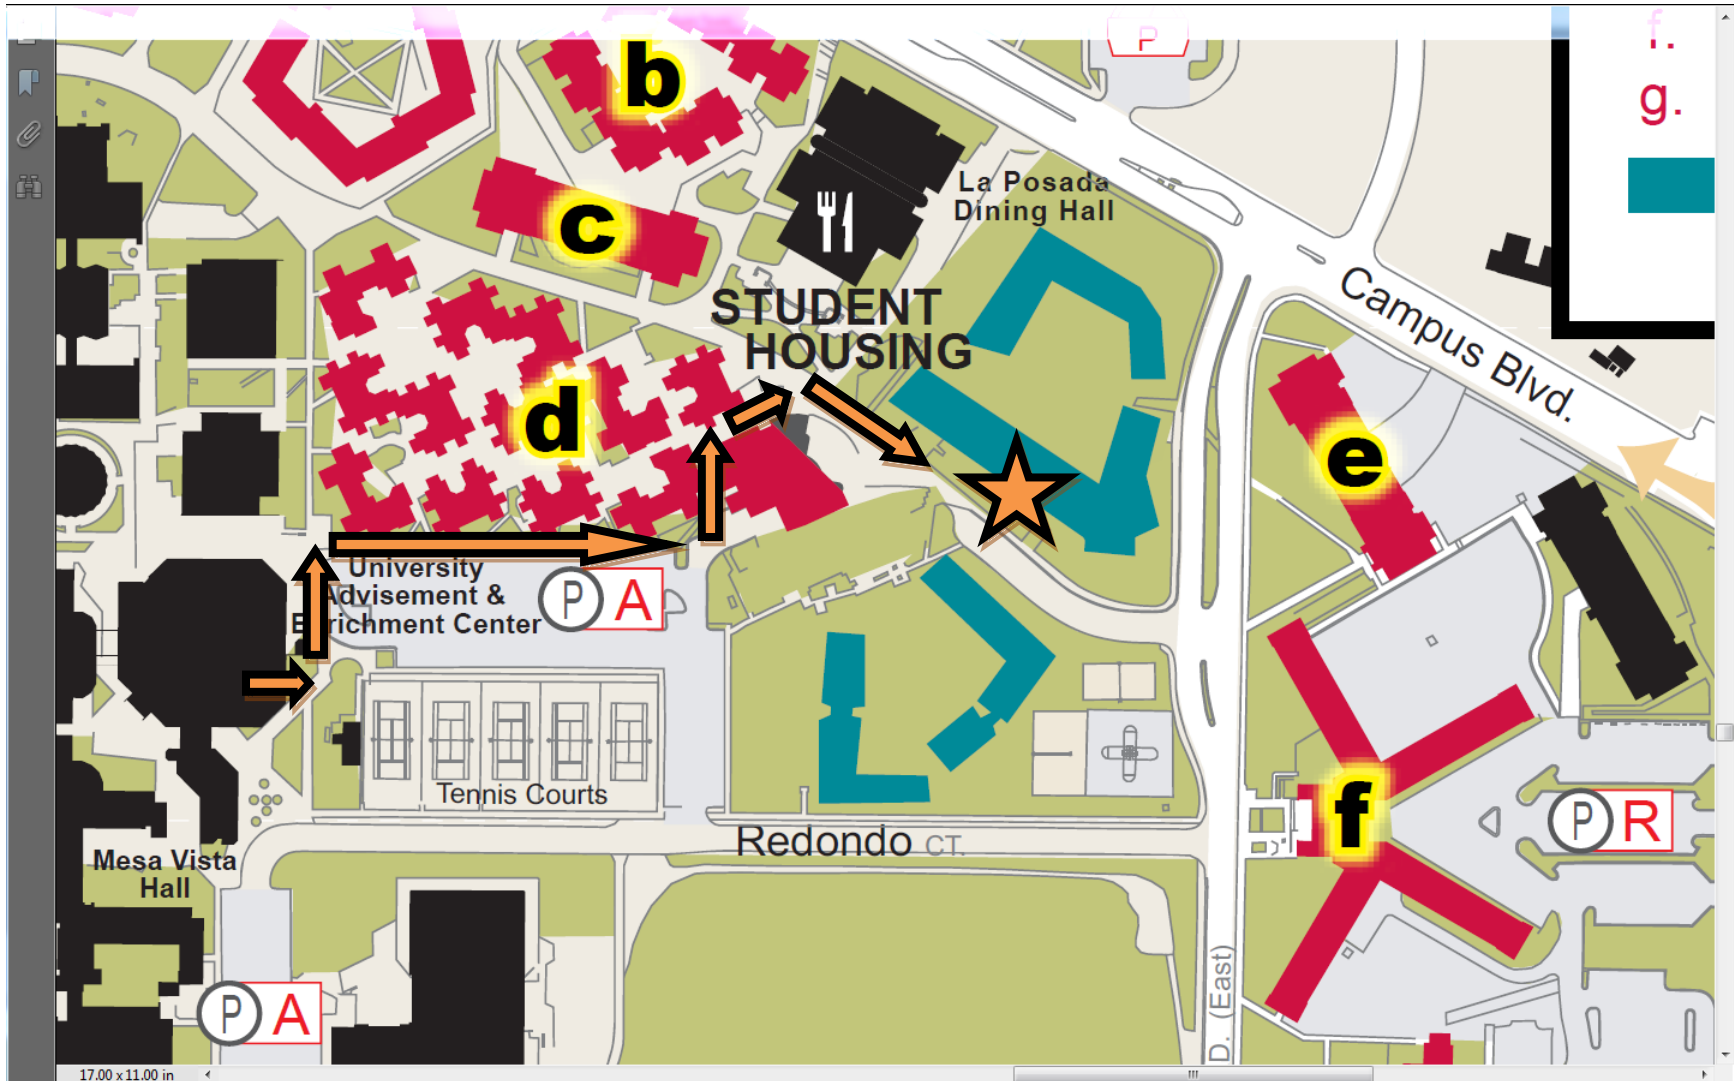 P
f.
g.
b
La Posada
Dining Hall
c
STUDENT
HOUSING
Campus Blvd.
d
e
University
Advisement &
Enrichment Center
P A
Tennis Courts
Redondo CT.
f
P R
Mesa Vista
Hall
D. (East)
P A
17.00 x 11.00 in